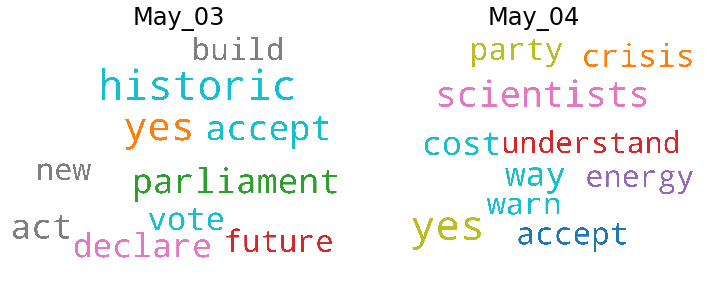 May_03
build
historic
yes accept
new
parliament
vote
act
declare future
May_04
party
crisis
scientists
cost understand
way energy
warn
yes
accept